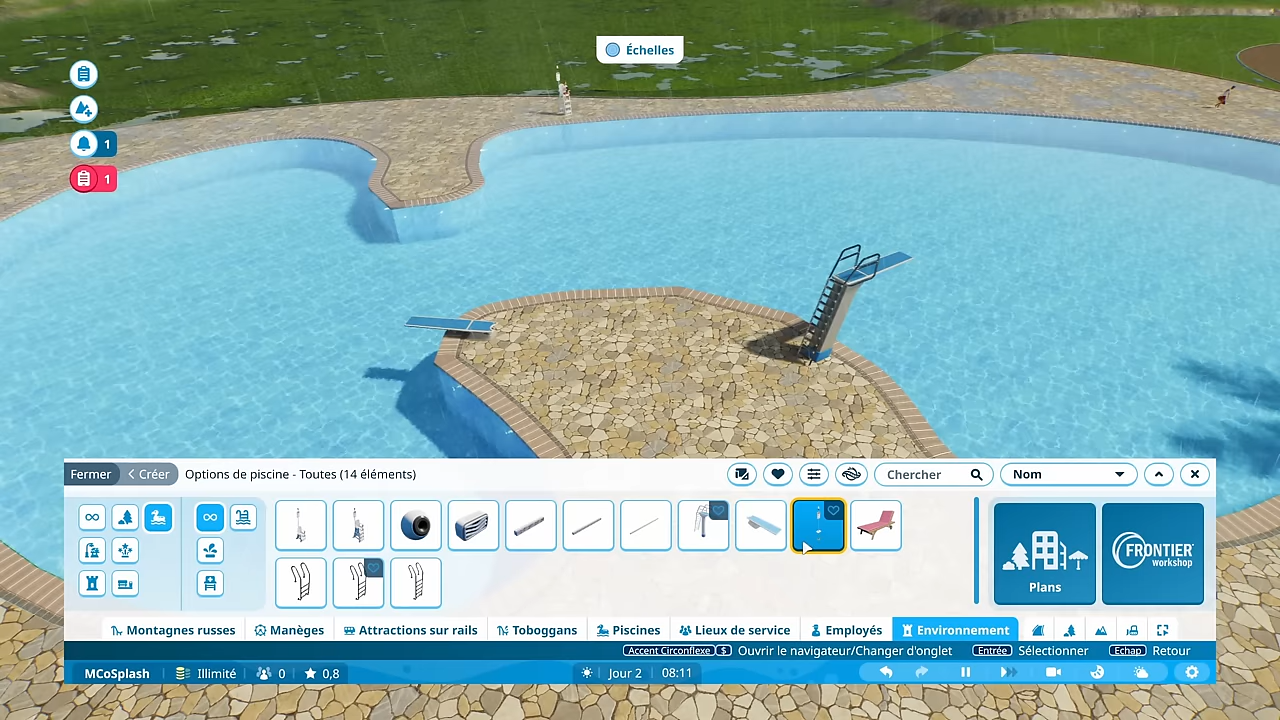 Échelles
1
1
Fermer
Créer
Options de piscine - Toutes (14 éléments)
Chercher
Nom
Plans
FRONTIER
workshop
Montagnes russes
Manèges
Attractions sur rails
Toboggans
Piscines
Lieux de service
Employés
Environnement
Accent Circonflexe $ Ouvrir le navigateur/Changer d'onglet
Entrée Sélectionner
Echap Retour
MCoSplash
Illimité
0
0,8
Jour 2
08:11